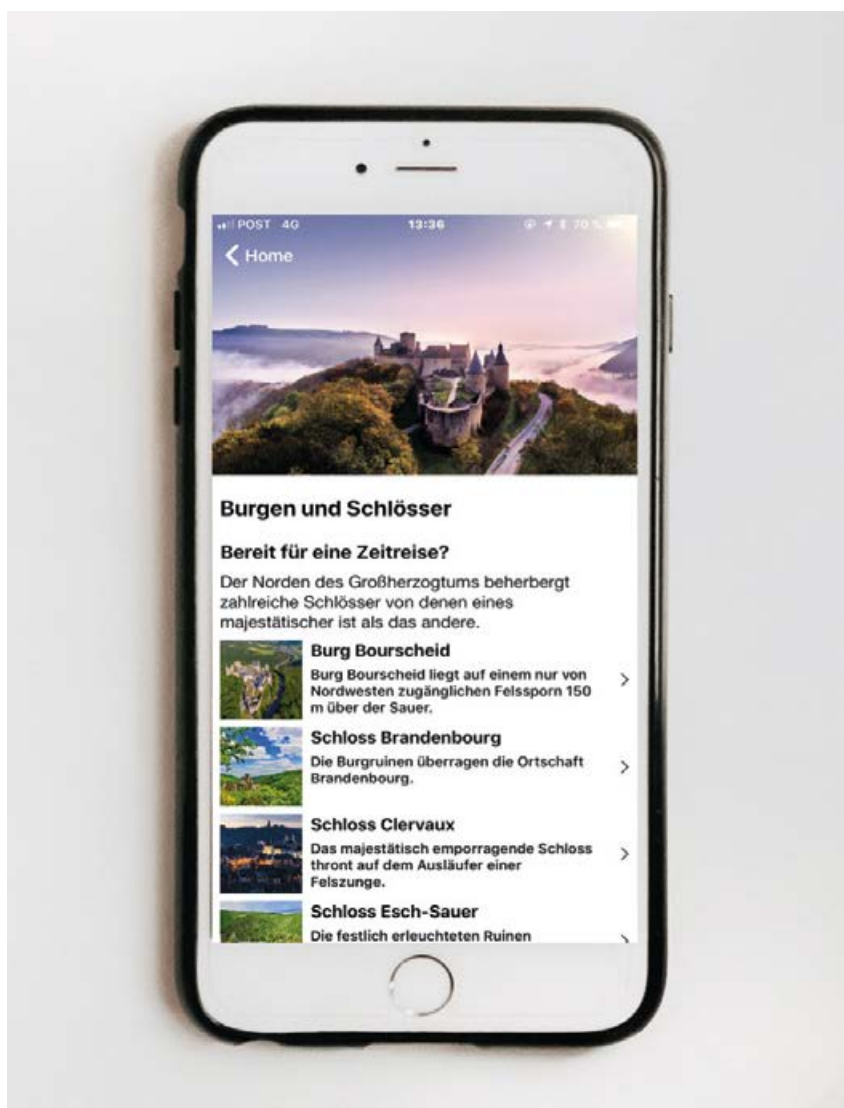 POST 4G 13:36 70 %
Home
Burgen und Schlösser
Bereit für eine Zeitreise?
Der Norden des Großherzogtums beherbergt
zahlreiche Schlösser von denen eines
majestätischer ist als das andere.
Burg Bourscheid
Burg Bourscheid liegt auf einem nur von
Nordwesten zugänglichen Felssporn 150
m über der Sauer.
Schloss Brandenbourg
Die Burgruinen überragen die Ortschaft
Brandenbourg.
Schloss Clervaux
Das majestätisch emporragende Schloss
thront auf dem Ausläufer einer
Felszunge.
Schloss Esch-Sauer
Die festlich erleuchteten Ruinen